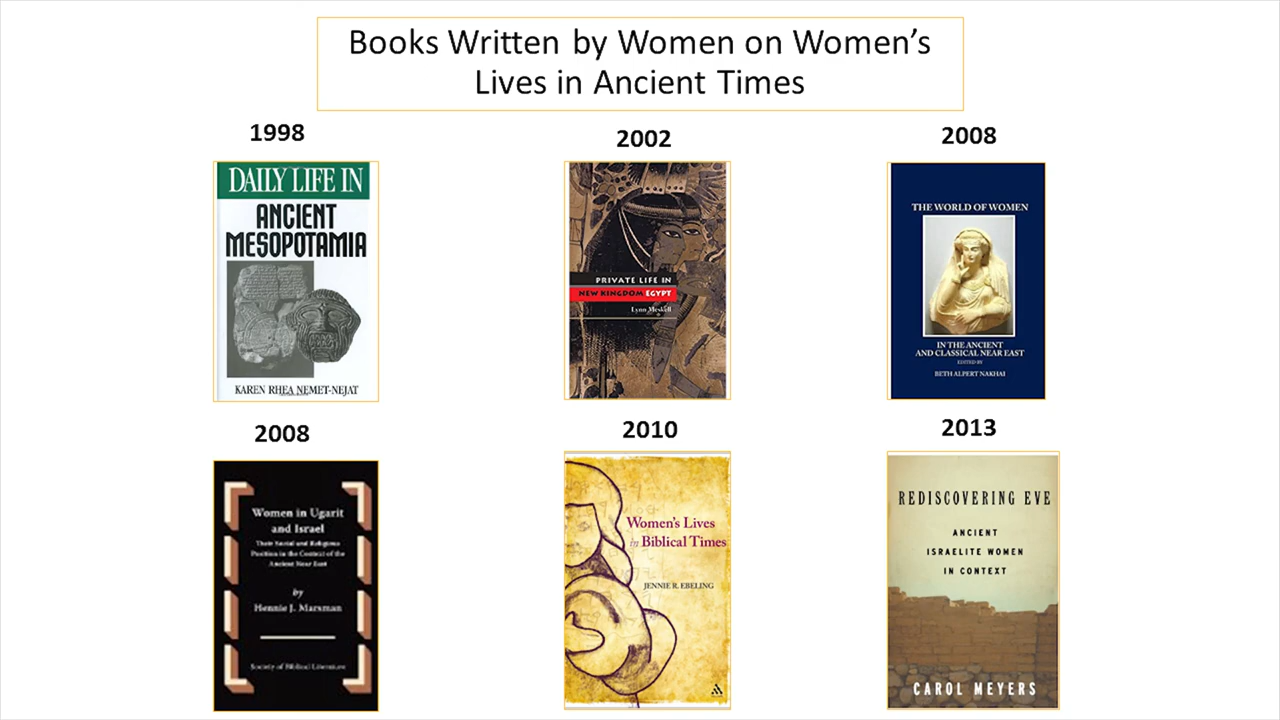 Books Written by Women on Women's
Lives in Ancient Times
1998
2002
2008
DAILY LIFE IN
ANCIENT
MESOPOTAMIA
KAREN RHEA NEMET-NEJAT
PRIVATE LIFE IN
NEW KINGDOM EGYPT
Lynn Meskell
THE WORLD OF WOMEN
IN THE ANCIENT
AND CLASSICAL NEAR EAST
EDITED BY
BETH ALPERT NAKHAI
2008
2010
2013
Women in Ugarit
and Israel
Their Social and Religious
Position in the Context of the
Ancient Near East
by
Hennie J. Marsman
Society of Biblical Literature
Women's Lives
in Biblical Times
JENNIE R. EBELING
REDISCOVERING EVE
ANCIENT
ISRAELITE WOMEN
IN CONTEXT
CAROL MEYERS